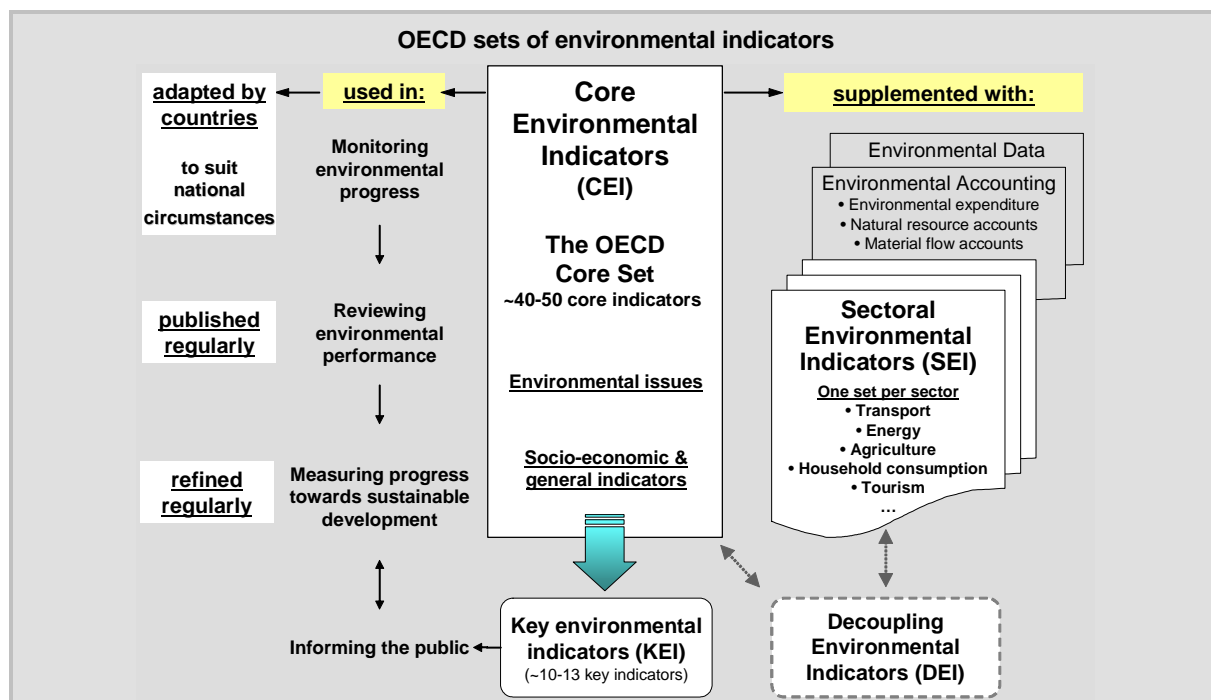 OECD sets of environmental indicators
adapted by
countries
to suit
national
circumstances
published
regularly
refined
regularly
used in:
Monitoring
environmental
progress
Reviewing
environmental
performance
Measuring progress
towards sustainable
development
Informing the public
Core
Environmental
Indicators
(CEI)
The OECD
Core Set
~40-50 core indicators
Environmental issues
Socio-economic &
general indicators
Key environmental
indicators (KEI)
(~10-13 key indicators)
supplemented with:
Environmental Data
Environmental Accounting
• Environmental expenditure
• Natural resource accounts
• Material flow accounts
Sectoral
Environmental
Indicators (SEI)
One set per sector
• Transport
• Energy
• Agriculture
• Household consumption
• Tourism
...
Decoupling
Environmental
Indicators (DEI)